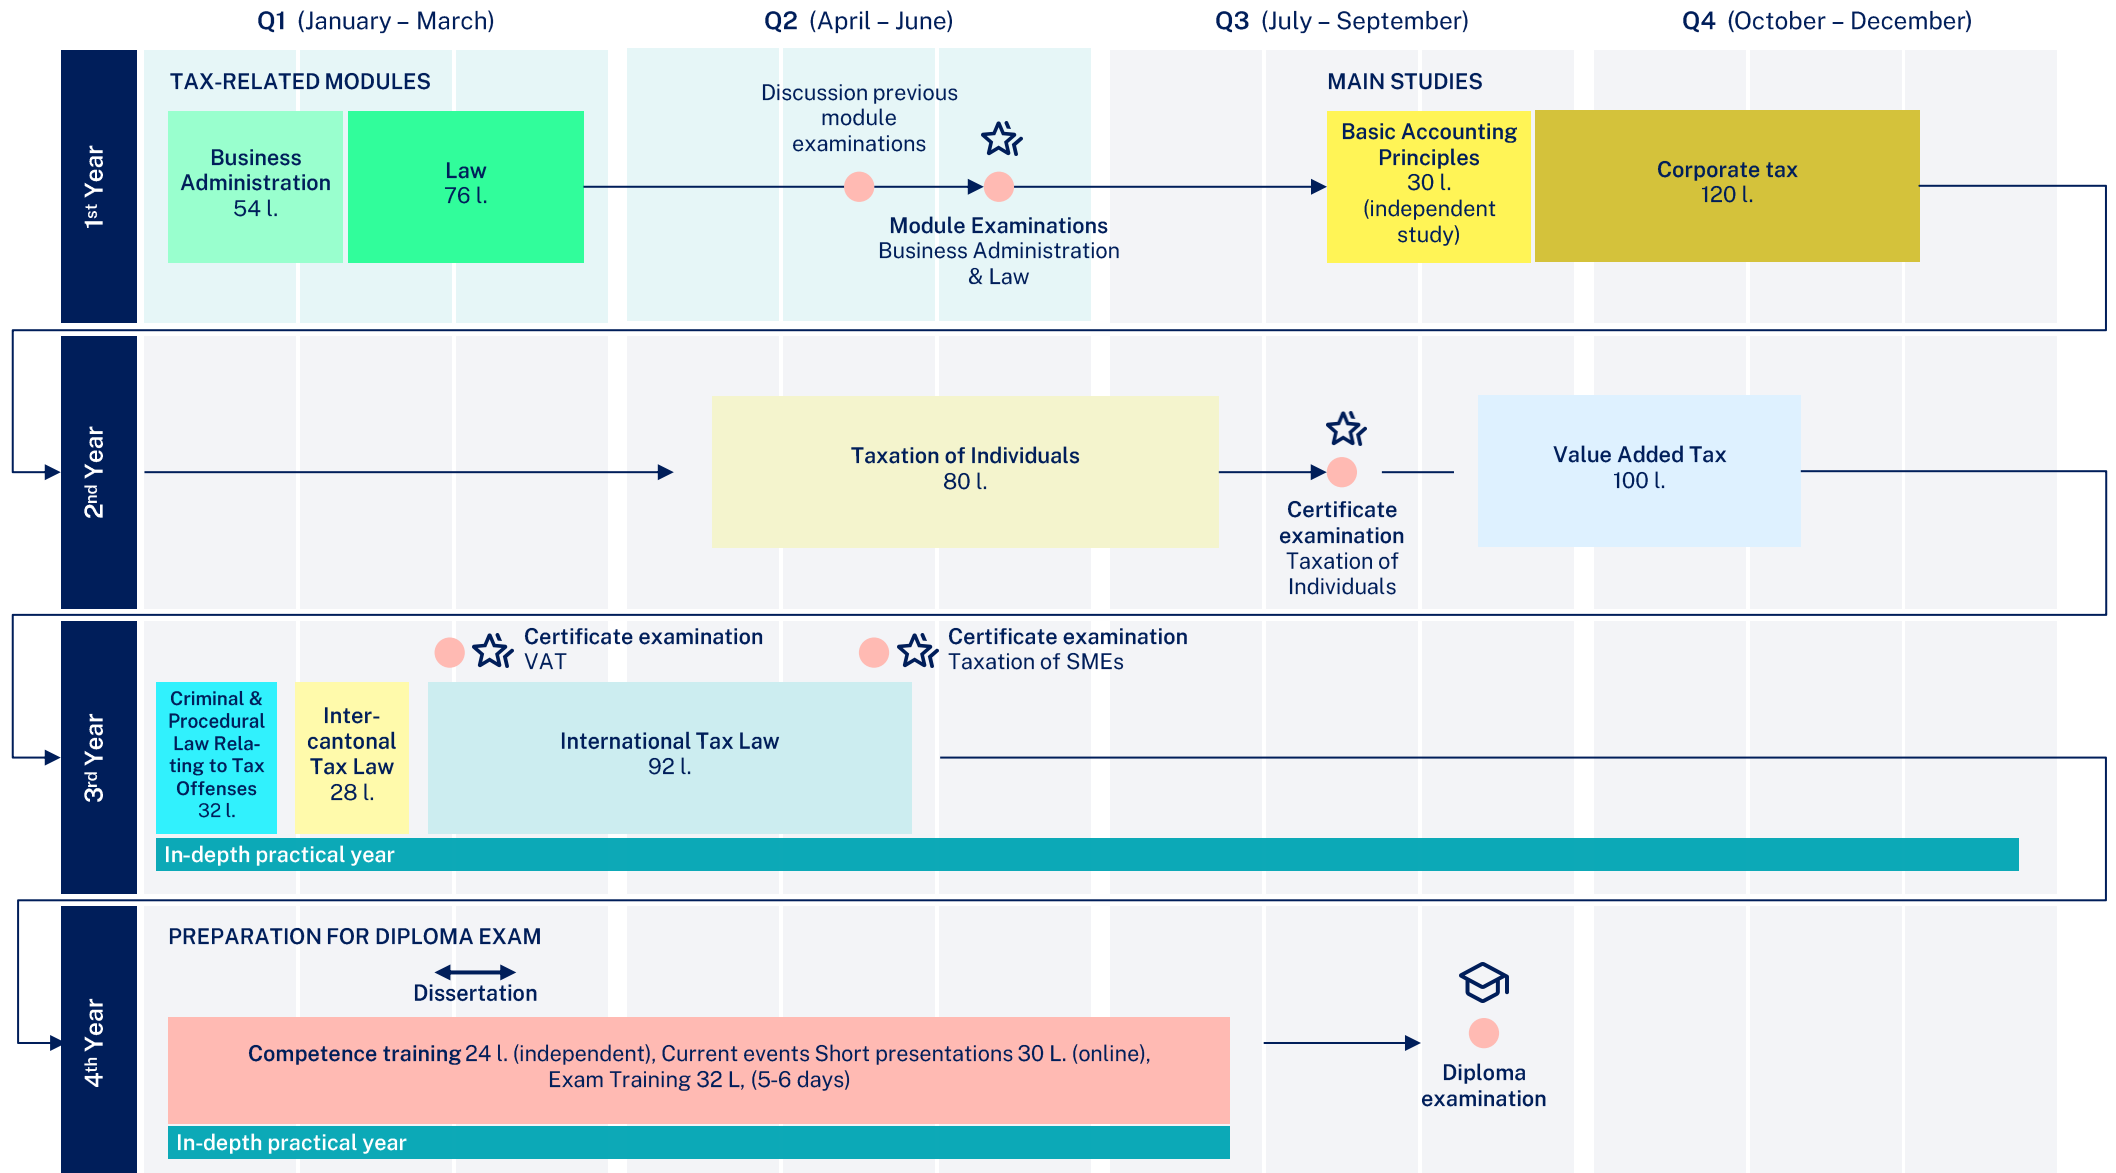 Q1 (January – March)
Q2 (April – June)
Q3 (July – September)
Q4 (October – December)
1st Year
TAX-RELATED MODULES
Business
Administration
54 l.
Law
76 l.
Discussion previous
module
examinations
Module Examinations
Business Administration
& Law
MAIN STUDIES
Basic Accounting
Principles
30 l.
(independent
study)
Corporate tax
120 l.
2nd Year
Taxation of Individuals
80 l.
Certificate
examination
Taxation of
Individuals
Value Added Tax
100 l.
3rd Year
Certificate examination
VAT
Certificate examination
Taxation of SMEs
Criminal &
Procedural
Law Rela-
ting to Tax
Offenses
32 l.
Inter-
cantonal
Tax Law
28 l.
International Tax Law
92 l.
In-depth practical year
4th Year
PREPARATION FOR DIPLOMA EXAM
Dissertation
Competence training 24 l. (independent), Current events Short presentations 30 L. (online),
Exam Training 32 L, (5-6 days)
In-depth practical year
Diploma
examination